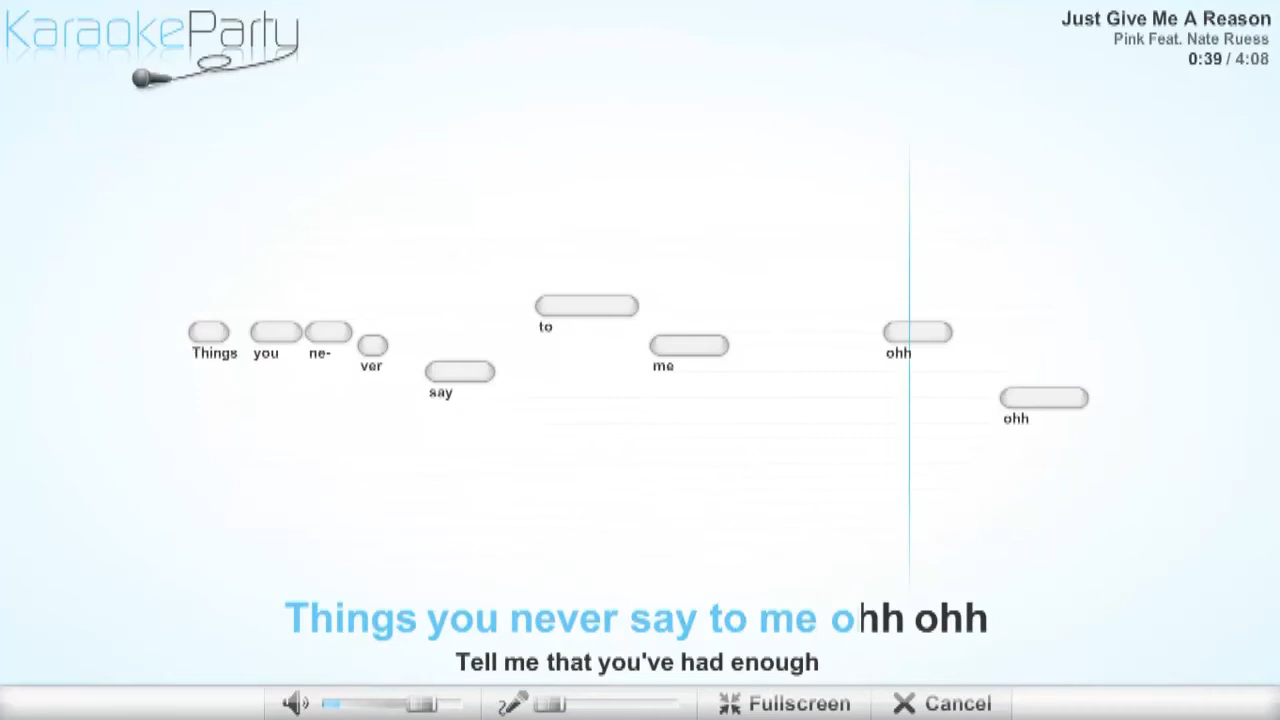 KaraokeParty
Just Give Me A Reason
Pink Feat. Nate Ruess
0:39 / 4:08
to
Things you ne- ver me ohh
say
ohh
Things you never say to me ohh ohh
Tell me that you've had enough
Fullscreen Cancel